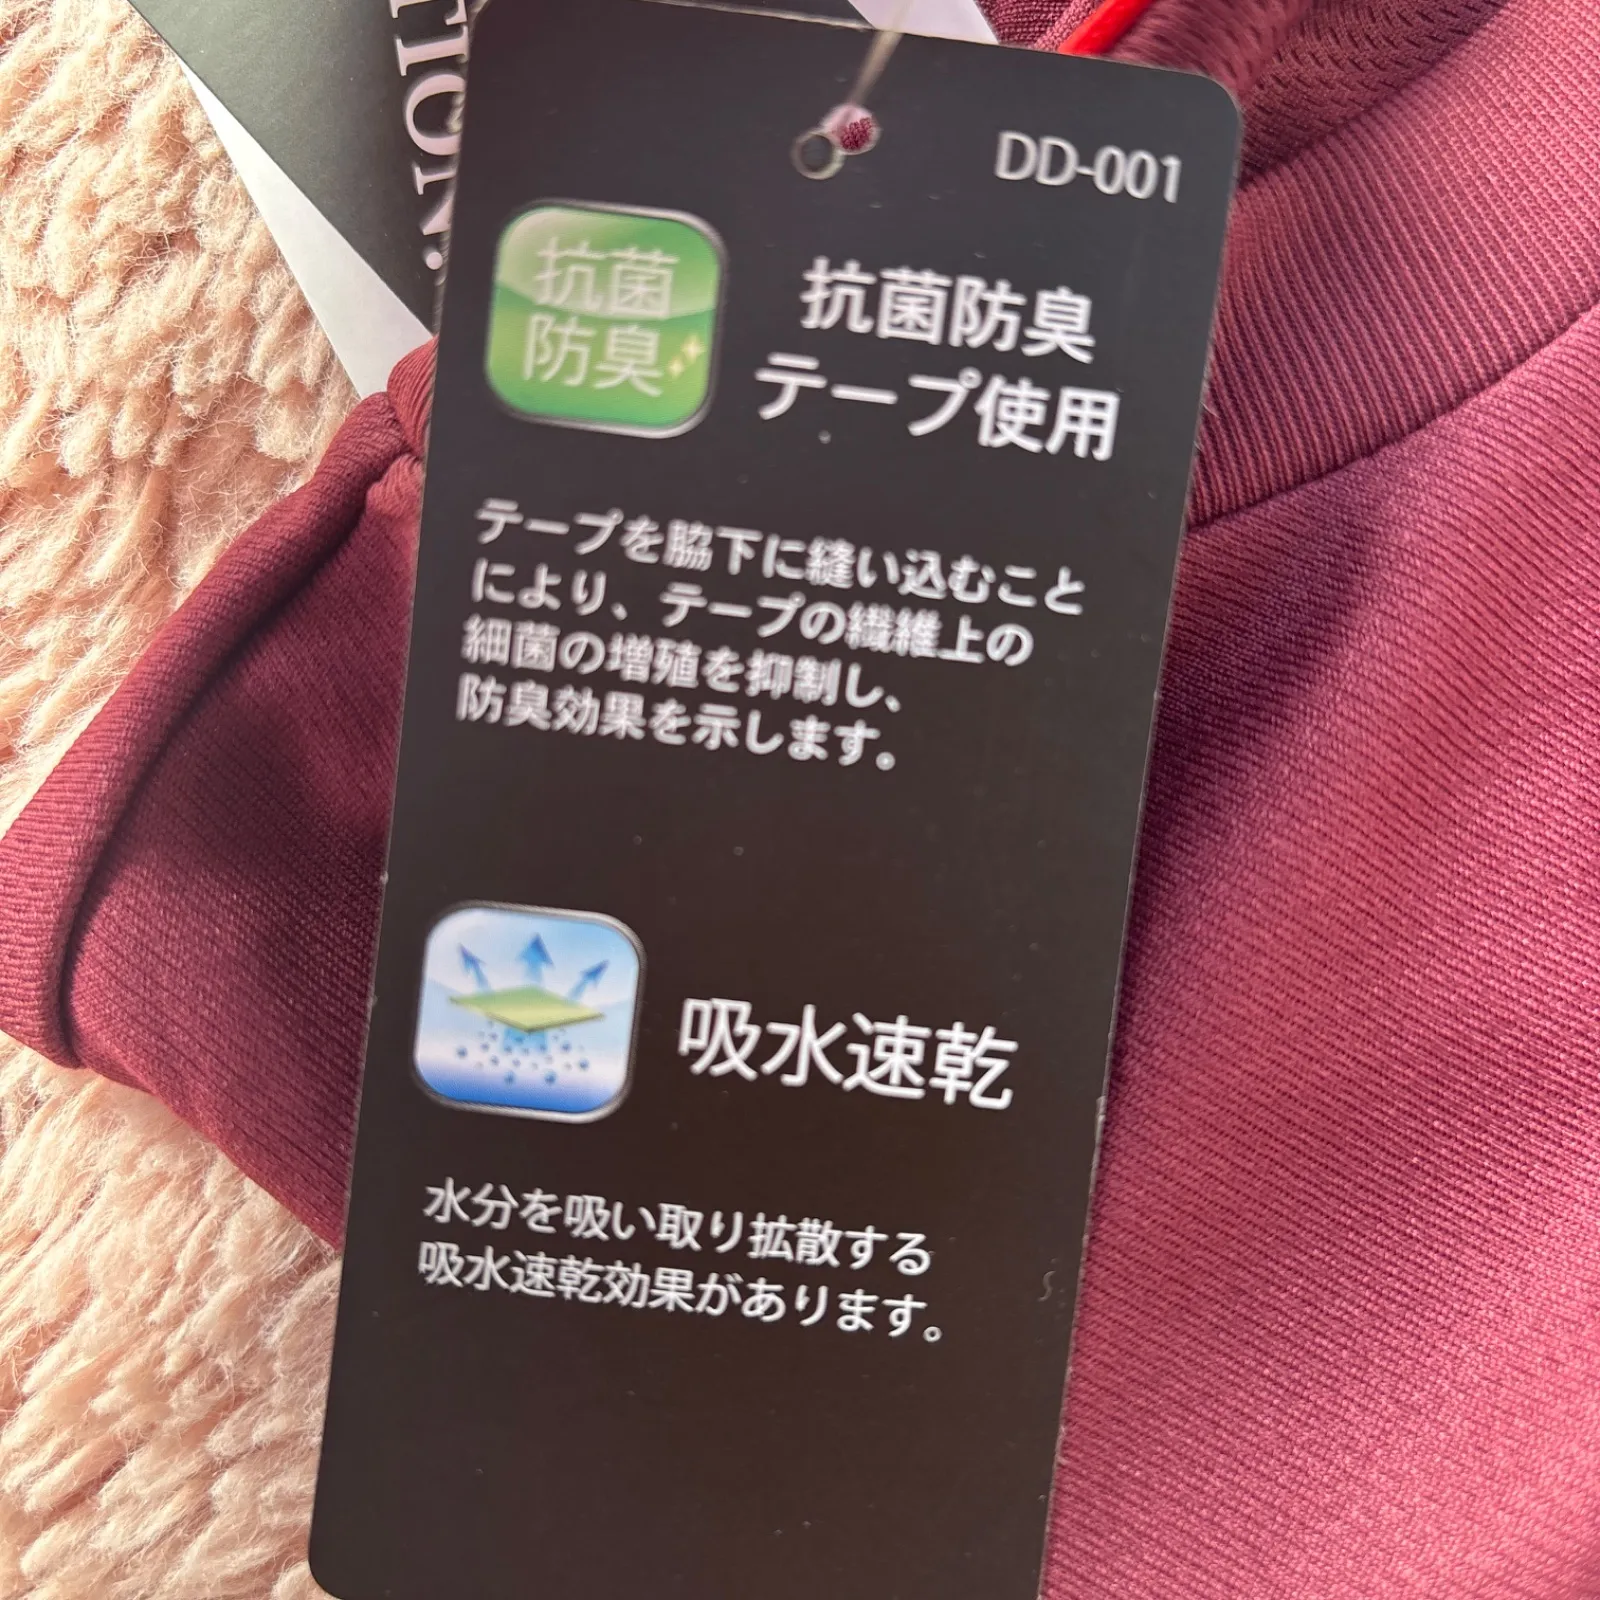 TION.
DD-001
抗菌
防臭
抗菌防臭
テープ使用
テープを脇下に縫い込むこと
により、テープの繊維上の
細菌の増殖を抑制し、
防臭効果を示します。
吸水速乾
水分を吸い取り拡散する
吸水速乾効果があります。